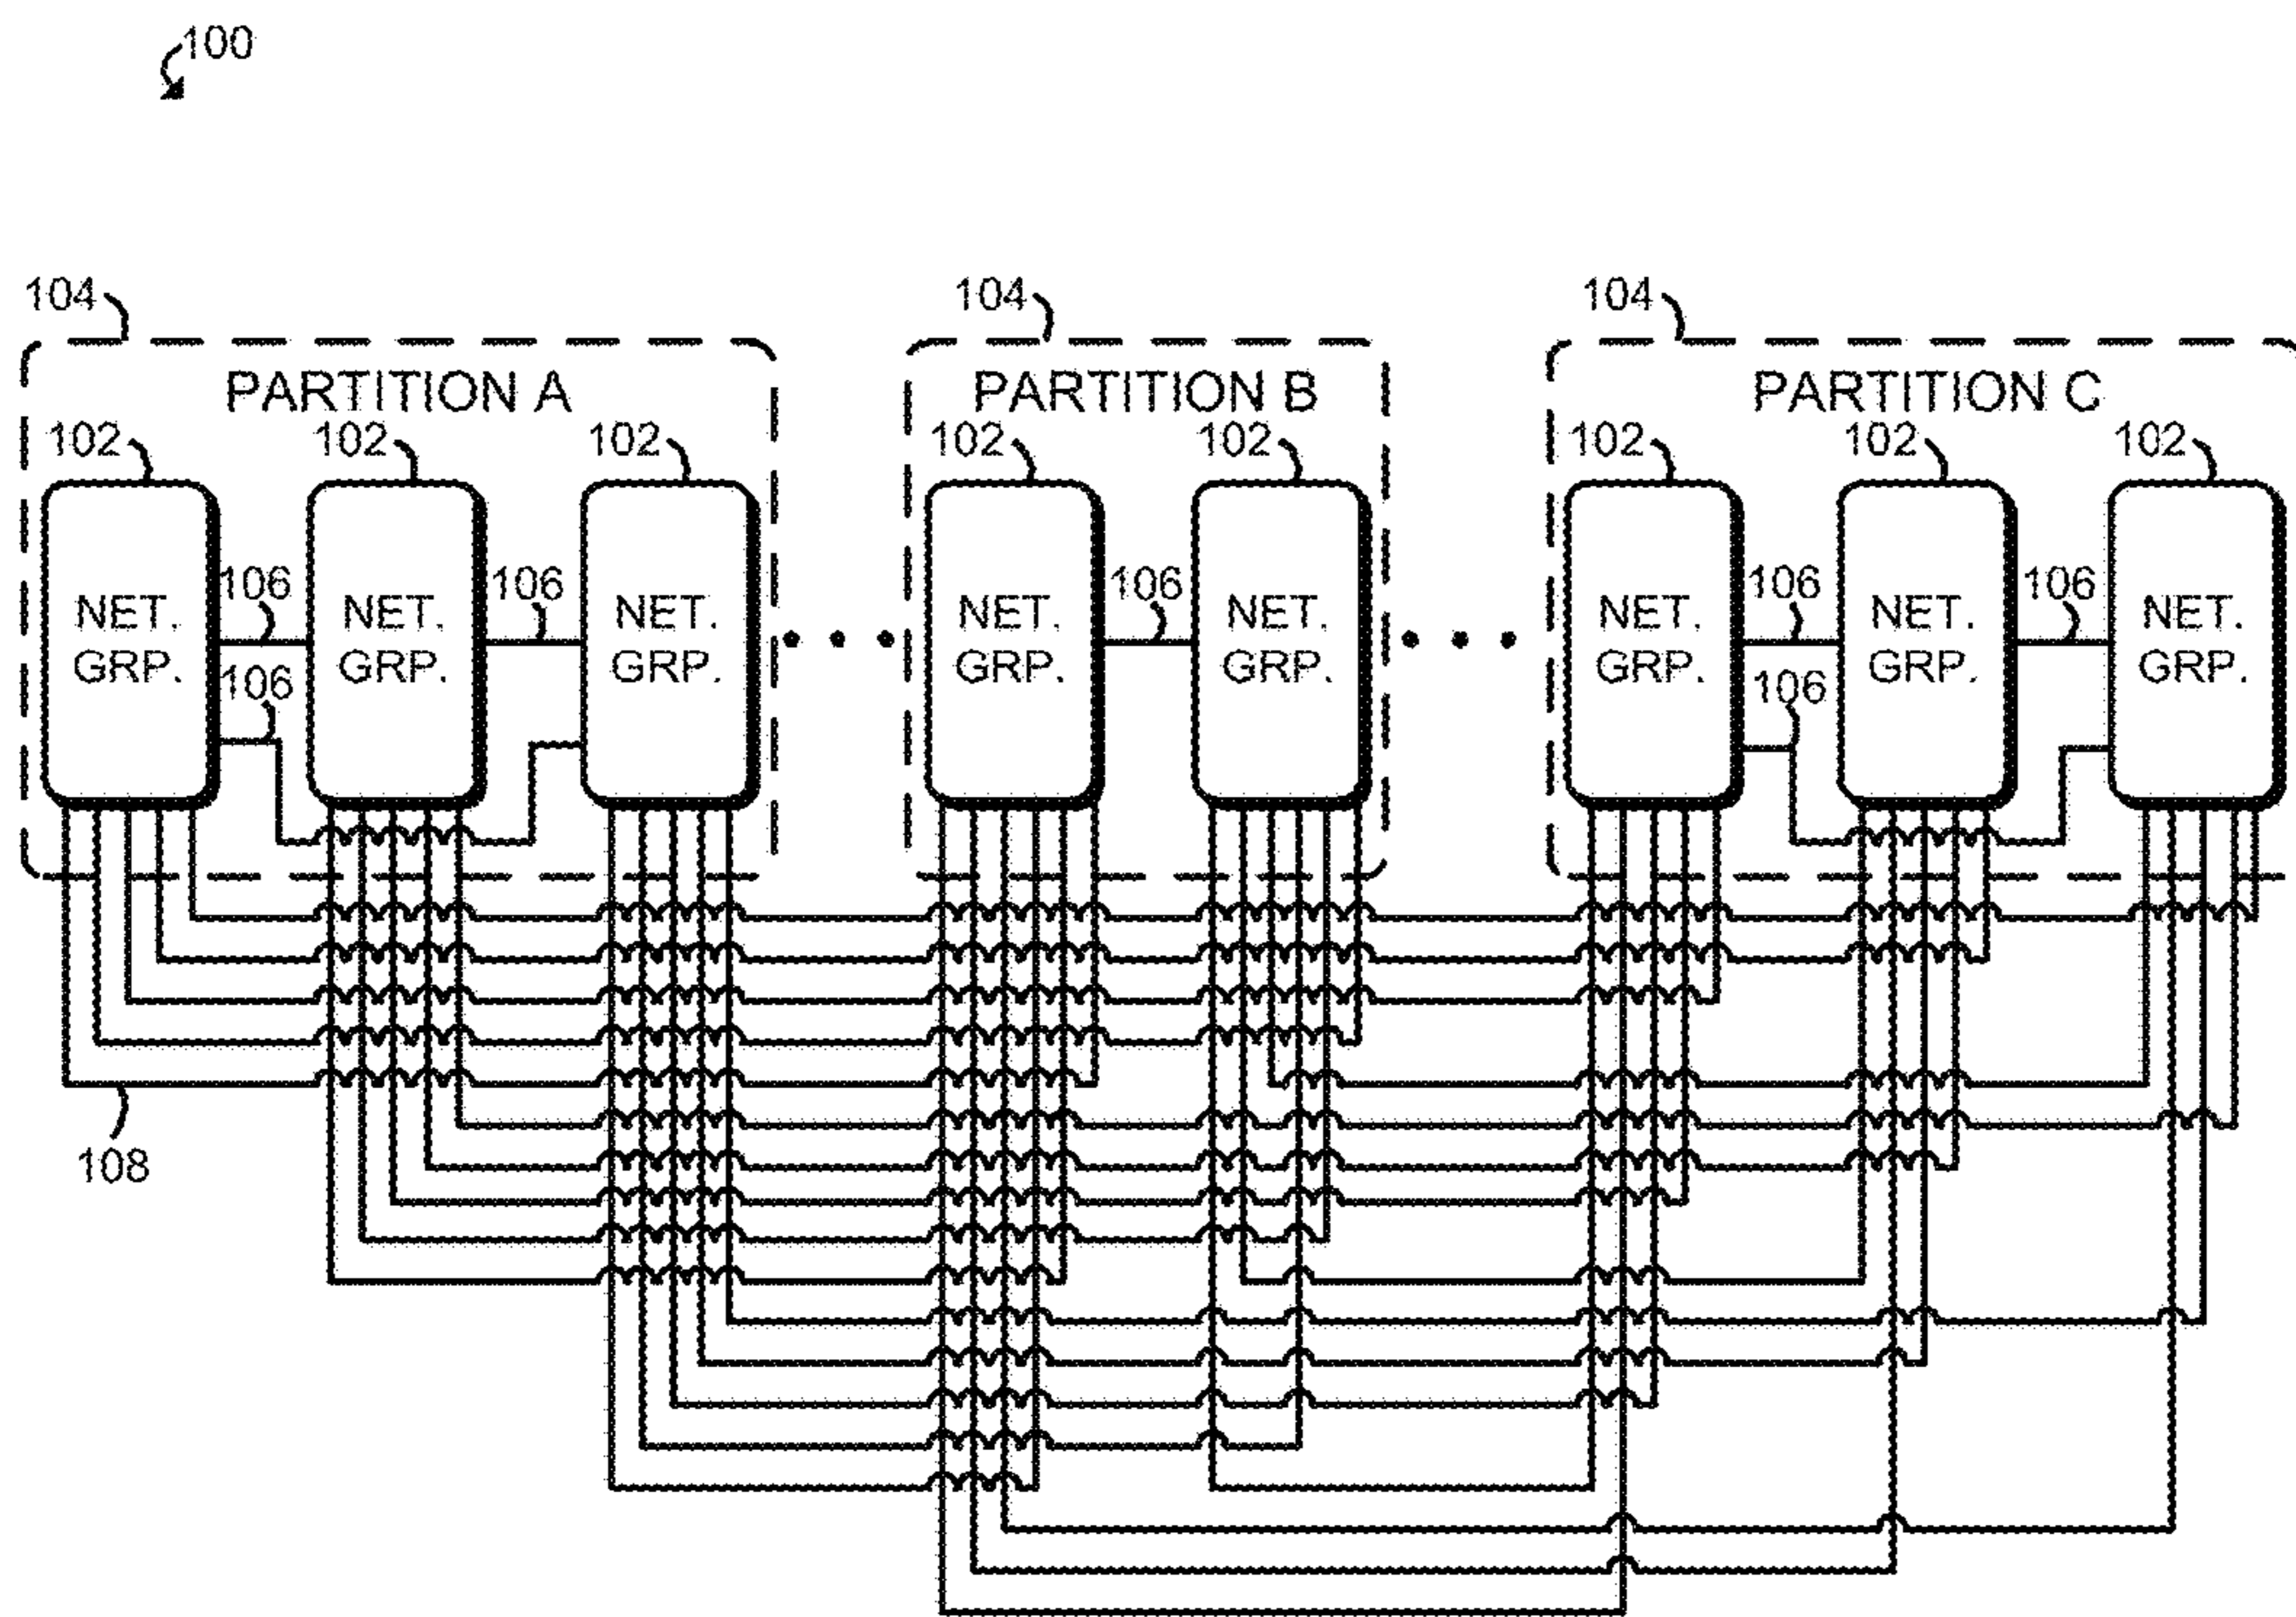 100
104 104 104
PARTITION A PARTITION B PARTITION C
102 102 102 102 102 102 102 102
106 106 106 106 106
NET. NET. NET. NET. NET. NET. NET. NET.
GRP. GRP. GRP. GRP. GRP. GRP. GRP. GRP.
106 106
108